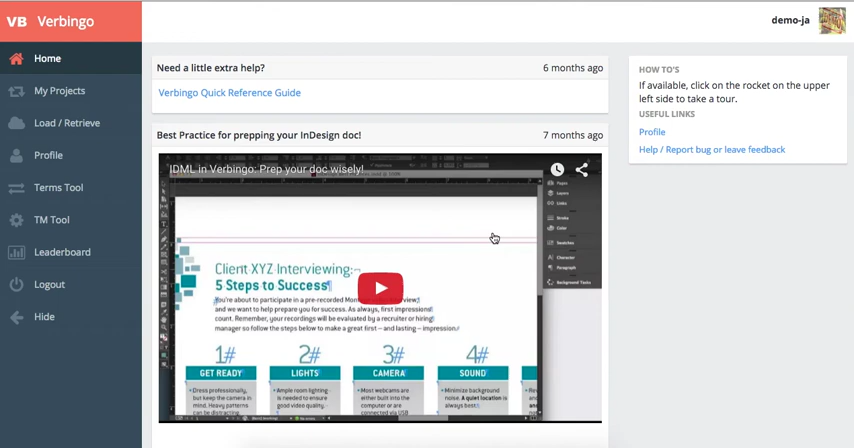 VB Verbingo
demo-ja
Home
My Projects
Load / Retrieve
Profile
Terms Tool
TM Tool
Leaderboard
Logout
Hide
Need a little extra help?
6 months ago
Verbingo Quick Reference Guide
Best Practice for prepping your InDesign doc!
7 months ago
IDML in Verbingo: Prep your doc wisely!
Pages
Layers
Links
Stroke
Color
Swatches
Character
Paragraph
Background Tasks
Client XYZ Interviewing:
5 Steps to Success
You're about to participate in a pre-recorded
and we want to help prepare you for success. As always, first impressions
count. Remember, your recordings will be evaluated by a recruiter or hiring
manager so follow the steps below to make a great first – and lasting – impression.
1# 2# 3# 4#
GET READY LIGHTS CAMERA SOUND
Dress professionally,
but keep the camera in
mind. Heavy patterns
can be distracting.
Ample room lighting
is needed to ensure
good video quality.
Most webcams are
either built into the
computer or are
connected via USB
Minimize background
noise. A quiet location is
always best.
HOW TO'S
If available, click on the rocket on the upper
left side to take a tour.
USEFUL LINKS
Profile
Help / Report bug or leave feedback